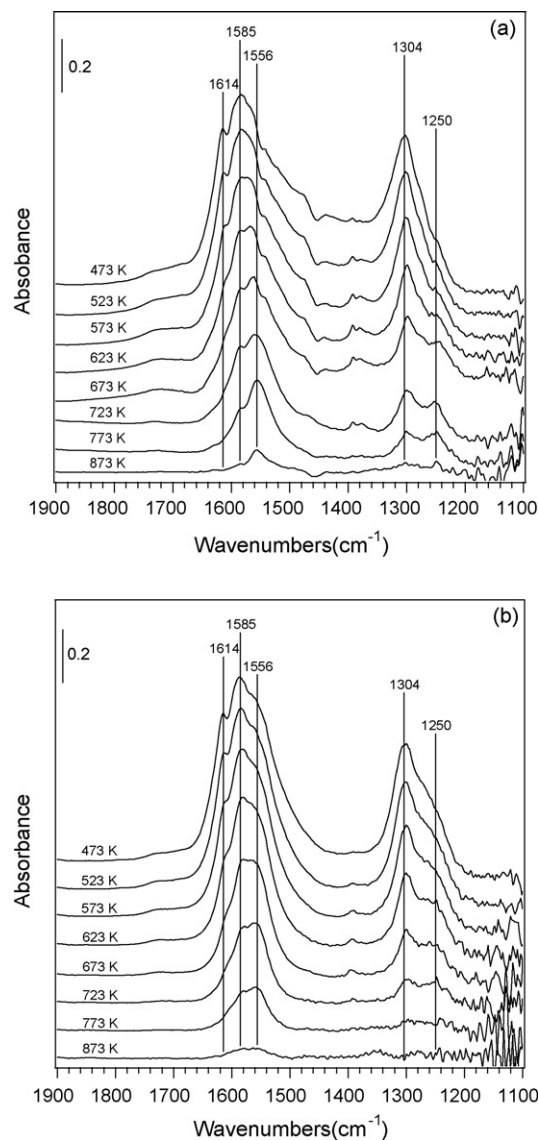 (a)
0.2
1585
1556
1614
1304
1250
Absobance
473 K
523 K
573 K
623 K
673 K
723 K
773 K
873 K
1900 1800 1700 1600 1500 1400 1300 1200 1100
Wavenumbers(cm⁻¹)
(b)
0.2
1585
1614
1556
1304
1250
Absorbance
473 K
523 K
573 K
623 K
673 K
723 K
773 K
873 K
1900 1800 1700 1600 1500 1400 1300 1200 1100
Wavenumbers(cm⁻¹)